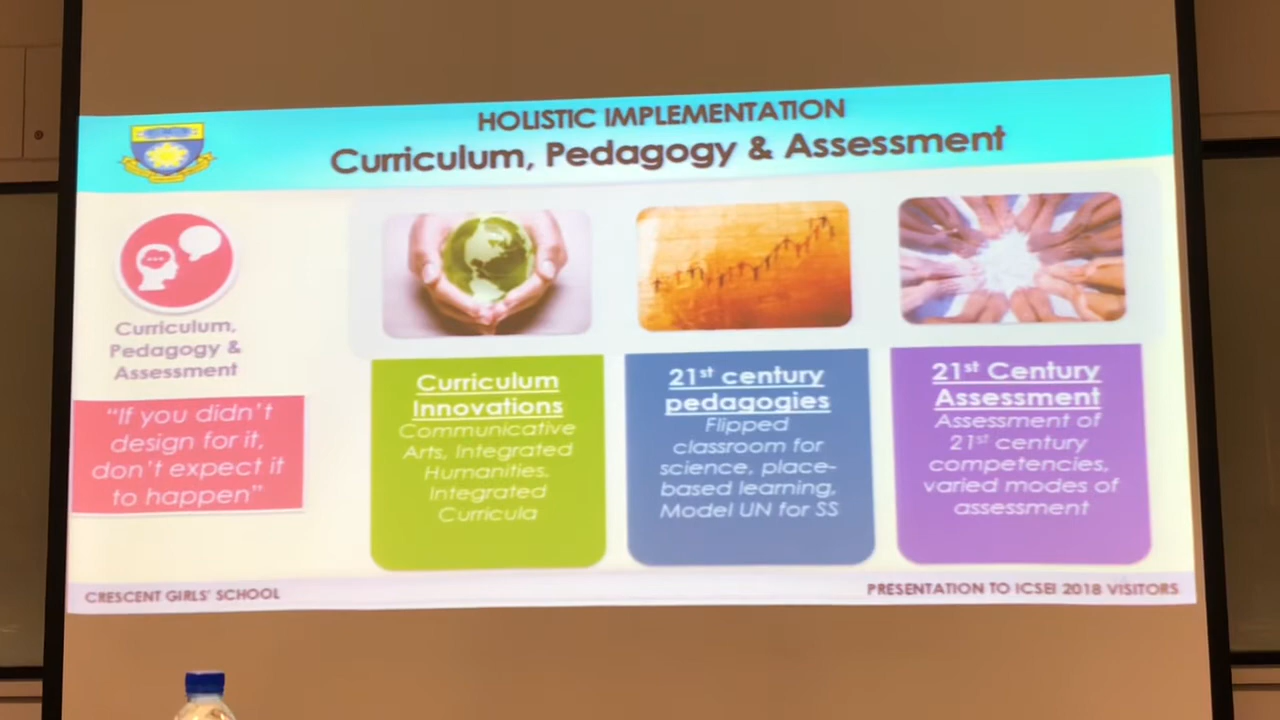 HOLISTIC IMPLEMENTATION
Curriculum, Pedagogy & Assessment
Curriculum,
Pedagogy &
Assessment
“If you didn’t
design for it,
don’t expect it
to happen”
Curriculum
Innovations
Communicative
Arts, Integrated
Humanities,
Integrated
Curricula
21st century
pedagogies
Flipped
classroom for
science, place-
based learning,
Model UN for SS
21st Century
Assessment
Assessment of
21st century
competencies,
varied modes of
assessment
CRESCENT GIRLS’ SCHOOL
PRESENTATION TO ICSEI 2018 VISITORS